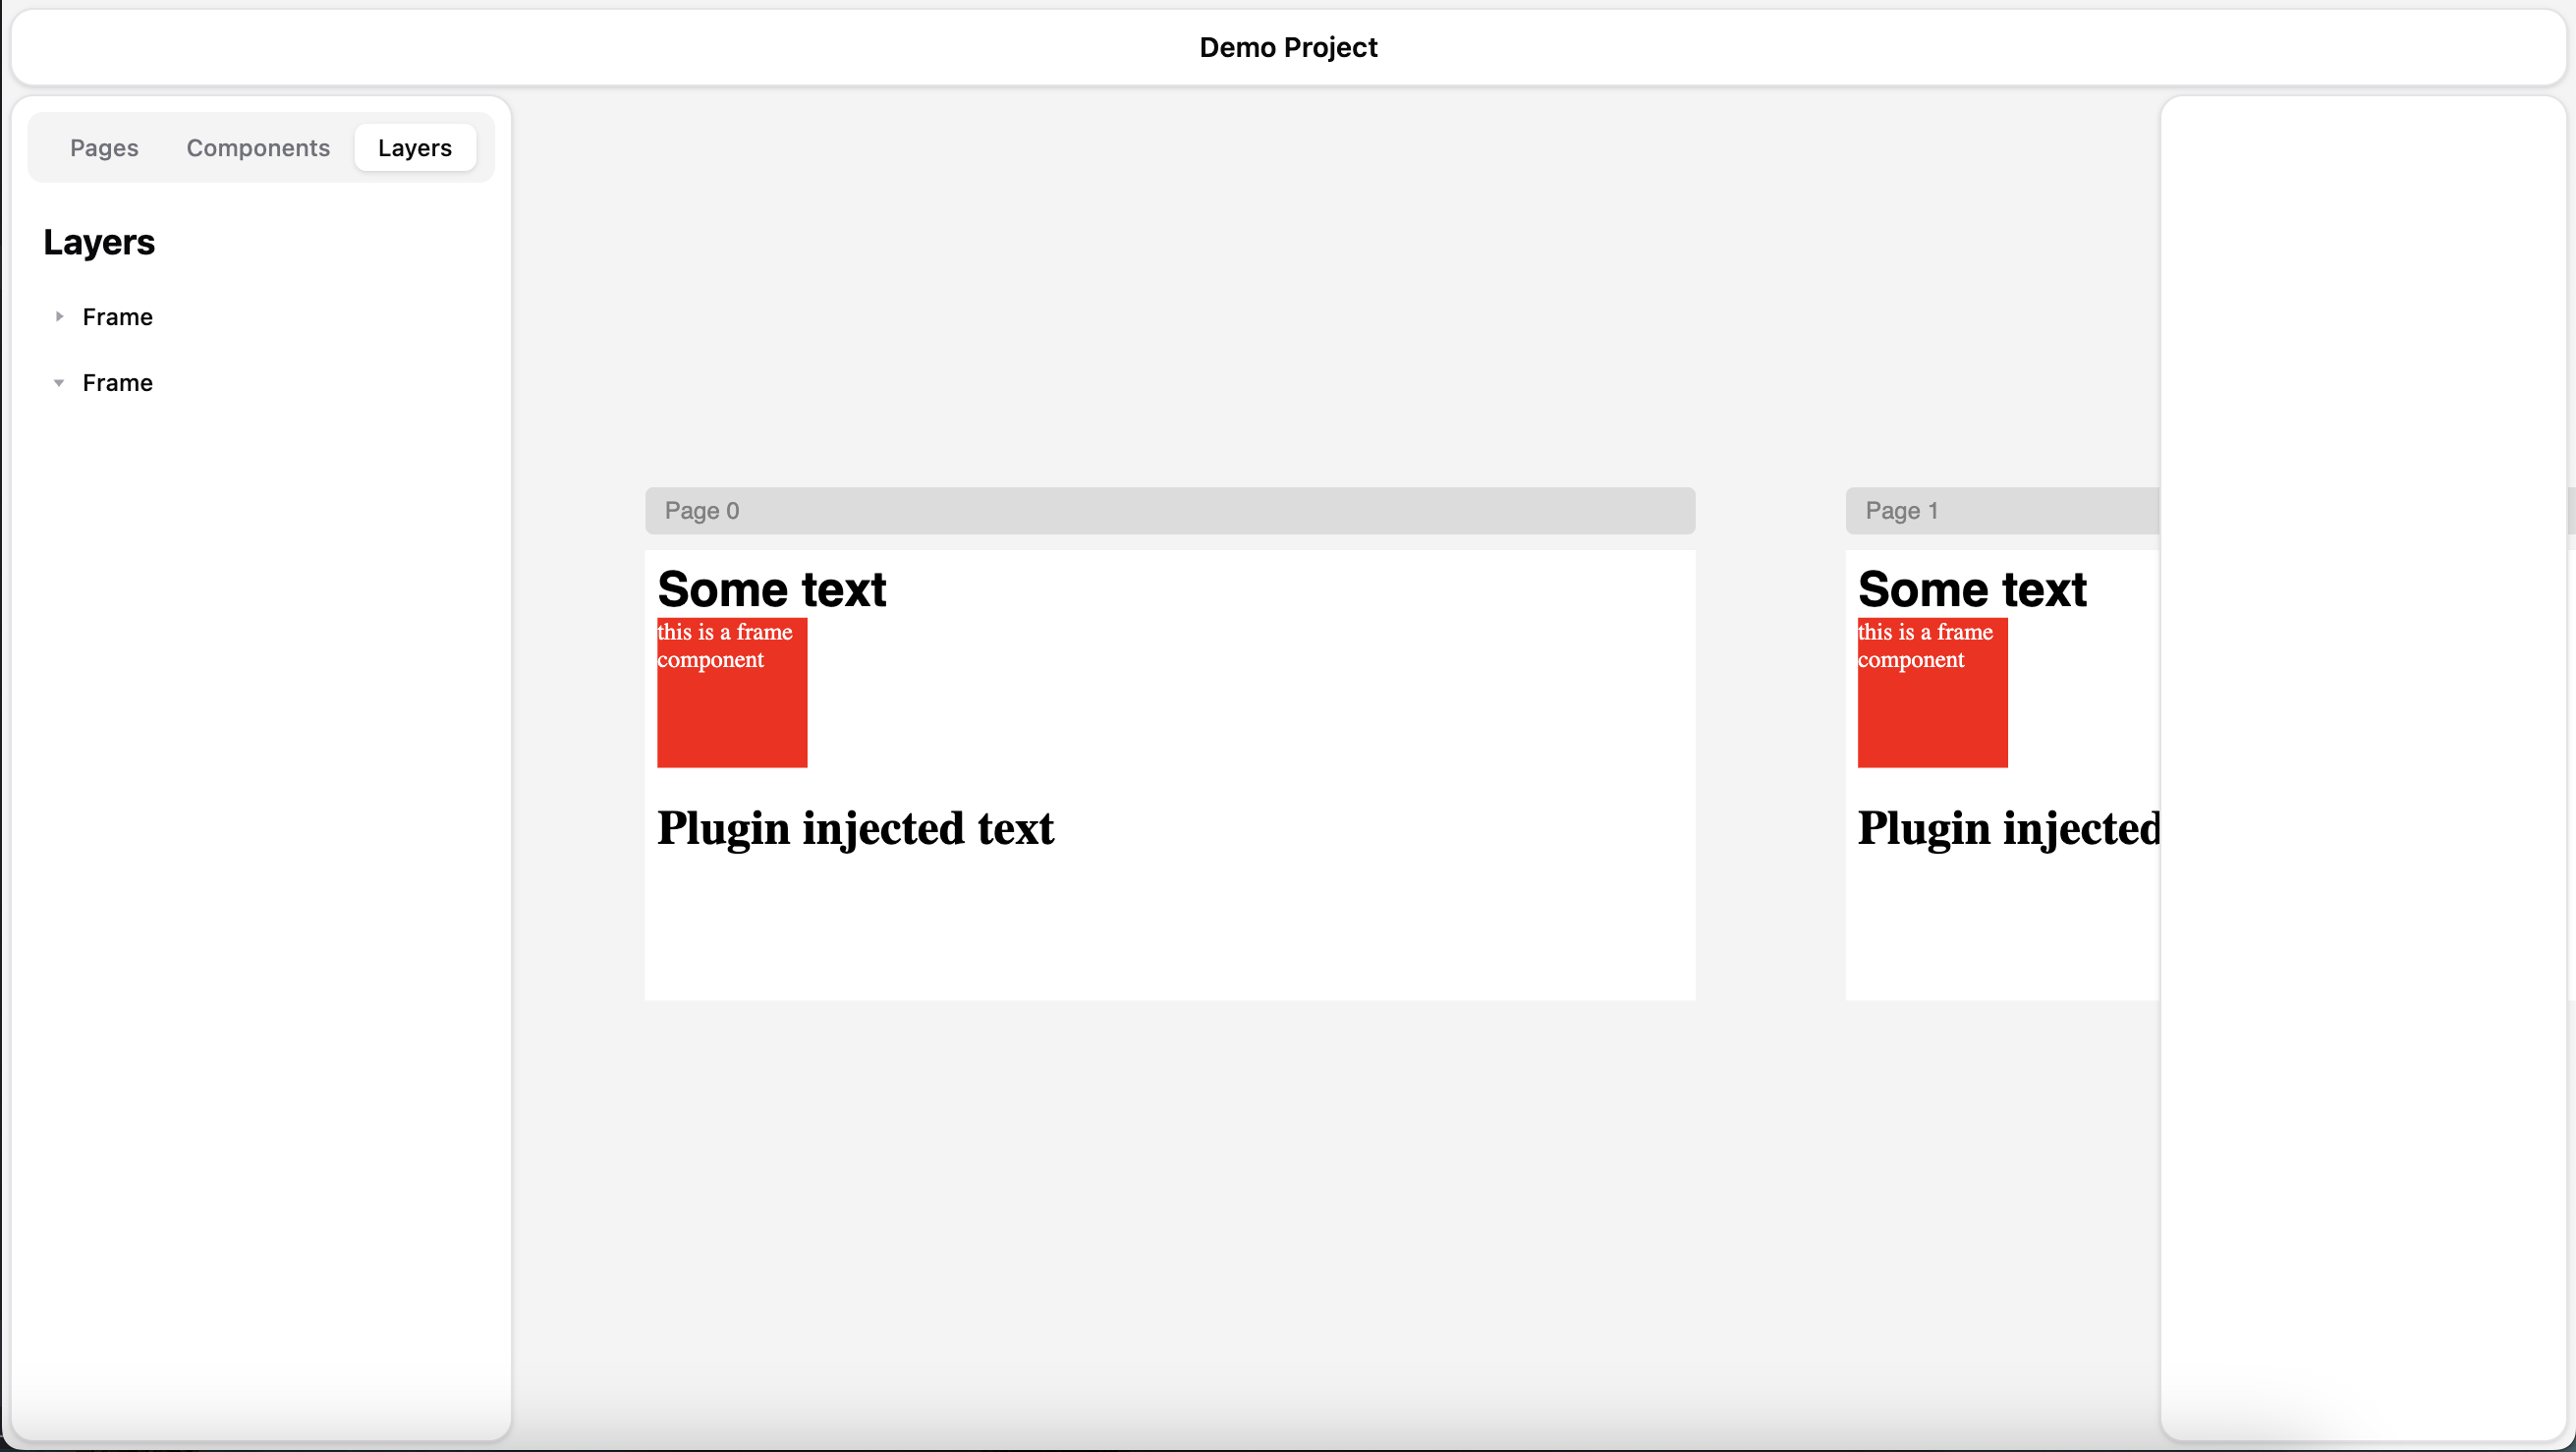 Demo Project
Pages Components Layers
Layers
Frame
Frame
Page 0
Some text
this is a frame
component
Plugin injected text
Page 1
Some text
this is a frame
component
Plugin injected